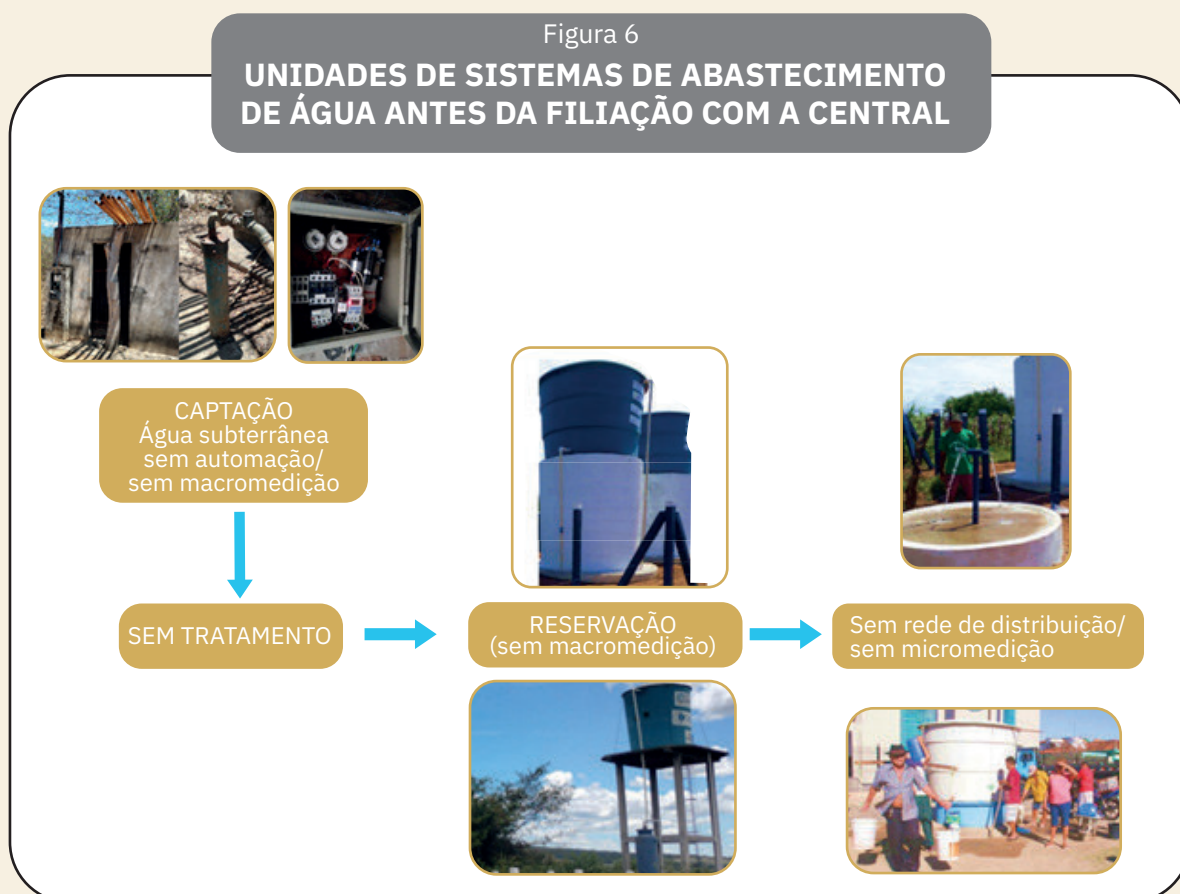 Figura 6
UNIDADES DE SISTEMAS DE ABASTECIMENTO
DE ÁGUA ANTES DA FILIAÇÃO COM A CENTRAL
CAPTAÇÃO
Água subterrânea
sem automação/
sem macromedição
SEM TRATAMENTO
RESERVAÇÃO
(sem macromedição)
Sem rede de distribuição/
sem micromedição